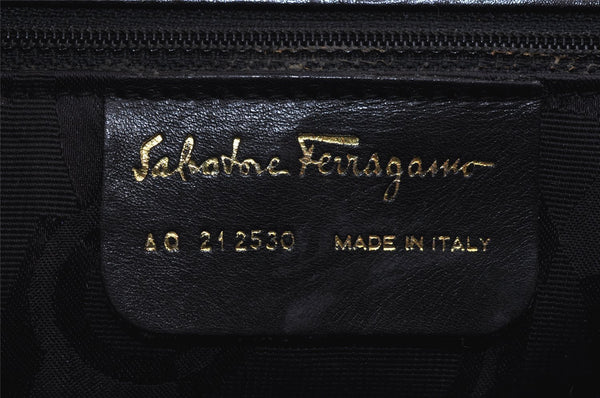 Salvatore Ferragamo
AQ 212530 MADE IN ITALY